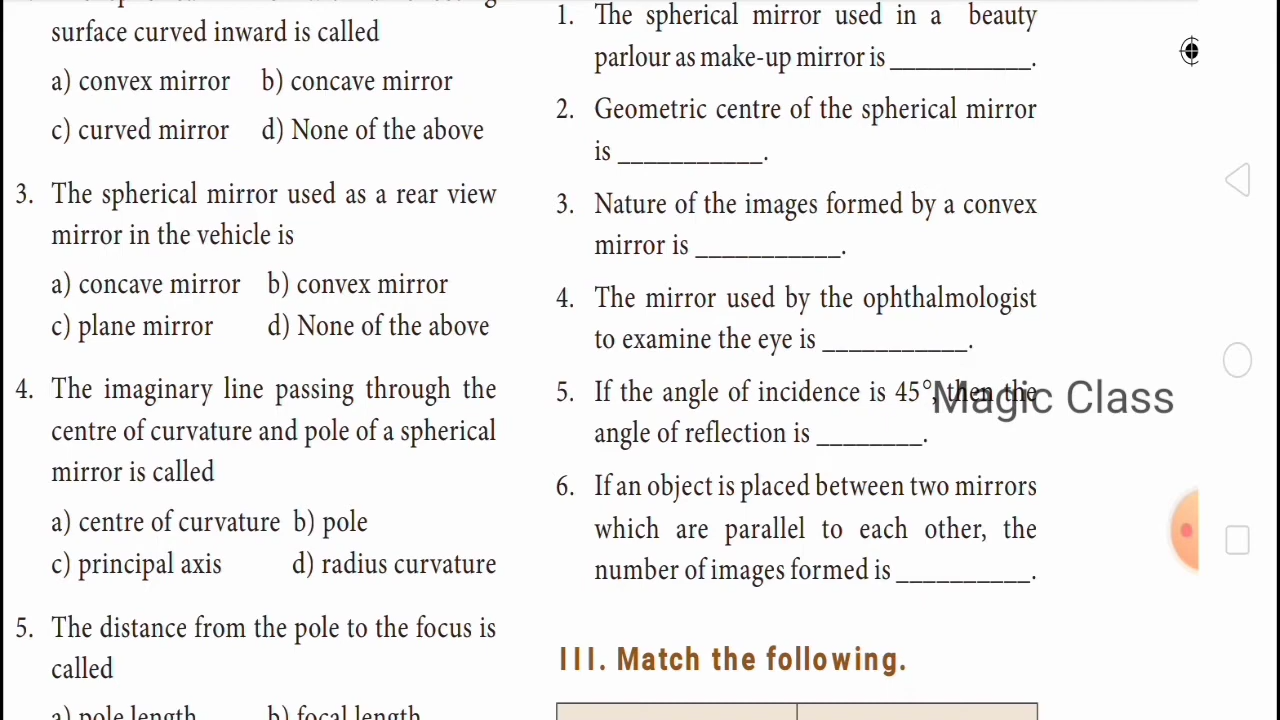 surface curved inward is called
a) convex mirror b) concave mirror
c) curved mirror d) None of the above
3. The spherical mirror used as a rear view
mirror in the vehicle is
a) concave mirror b) convex mirror
c) plane mirror d) None of the above
4. The imaginary line passing through the
centre of curvature and pole of a spherical
mirror is called
a) centre of curvature b) pole
c) principal axis d) radius curvature
5. The distance from the pole to the focus is
called
a) pole length b) focal length
1. The spherical mirror used in a beauty
parlour as make-up mirror is ___________.
2. Geometric centre of the spherical mirror
is ___________.
3. Nature of the images formed by a convex
mirror is ___________.
4. The mirror used by the ophthalmologist
to examine the eye is ___________.
5. If the angle of incidence is 45°, then the
angle of reflection is ________.
Magic Class
6. If an object is placed between two mirrors
which are parallel to each other, the
number of images formed is __________.
III. Match the following.